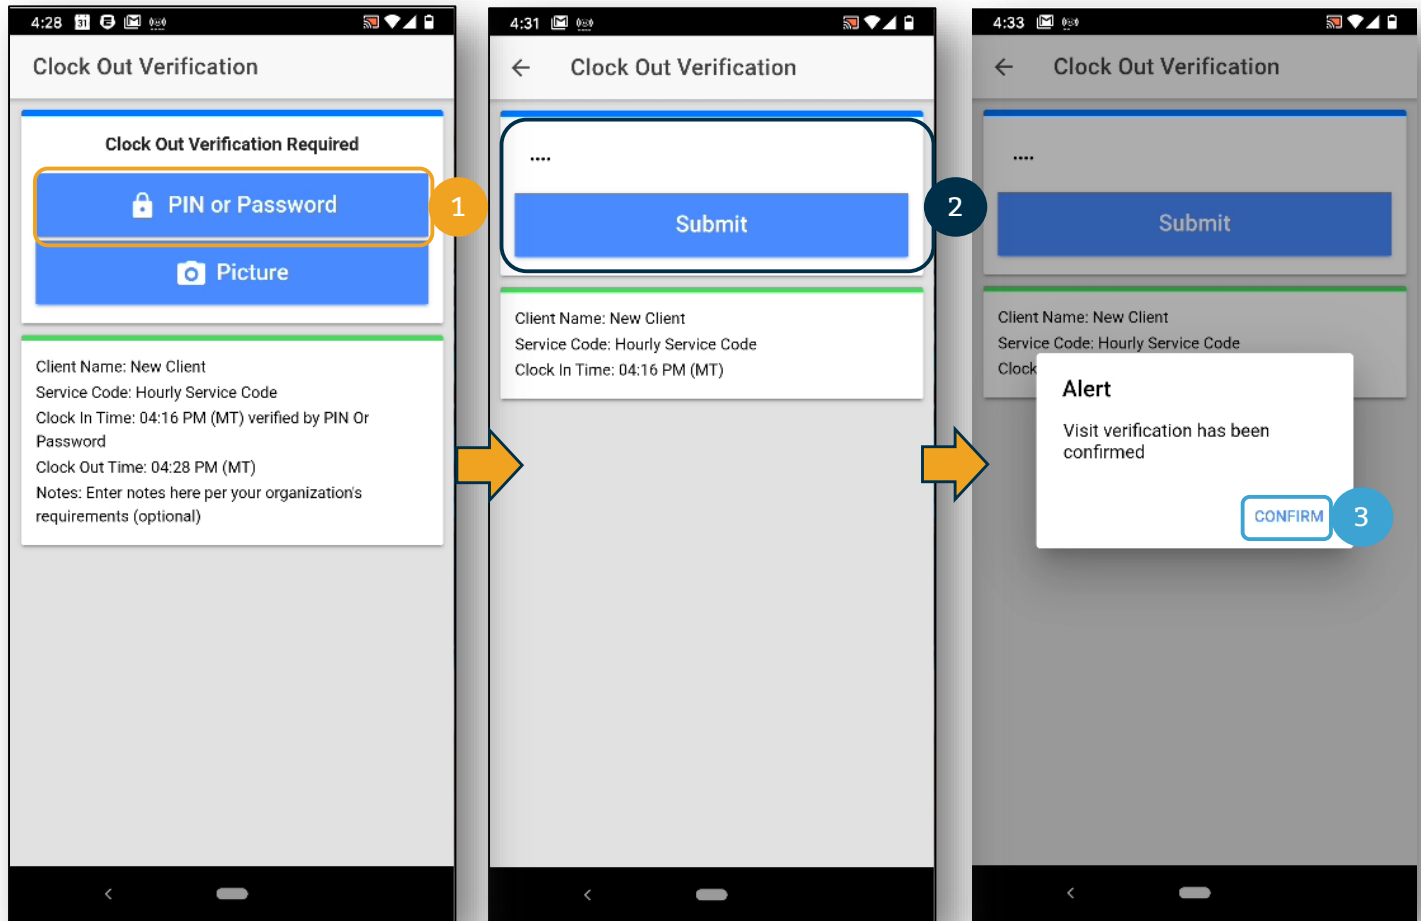 4:28
31
Clock Out Verification
Clock Out Verification Required
PIN or Password
1
Picture
Client Name: New Client
Service Code: Hourly Service Code
Clock In Time: 04:16 PM (MT) verified by PIN Or
Password
Clock Out Time: 04:28 PM (MT)
Notes: Enter notes here per your organization's
requirements (optional)
4:31
Clock Out Verification
....
Submit
2
Client Name: New Client
Service Code: Hourly Service Code
Clock In Time: 04:16 PM (MT)
4:33
Clock Out Verification
....
Submit
Client Name: New Client
Service Code: Hourly Service Code
Clock
Alert
Visit verification has been
confirmed
CONFIRM
3